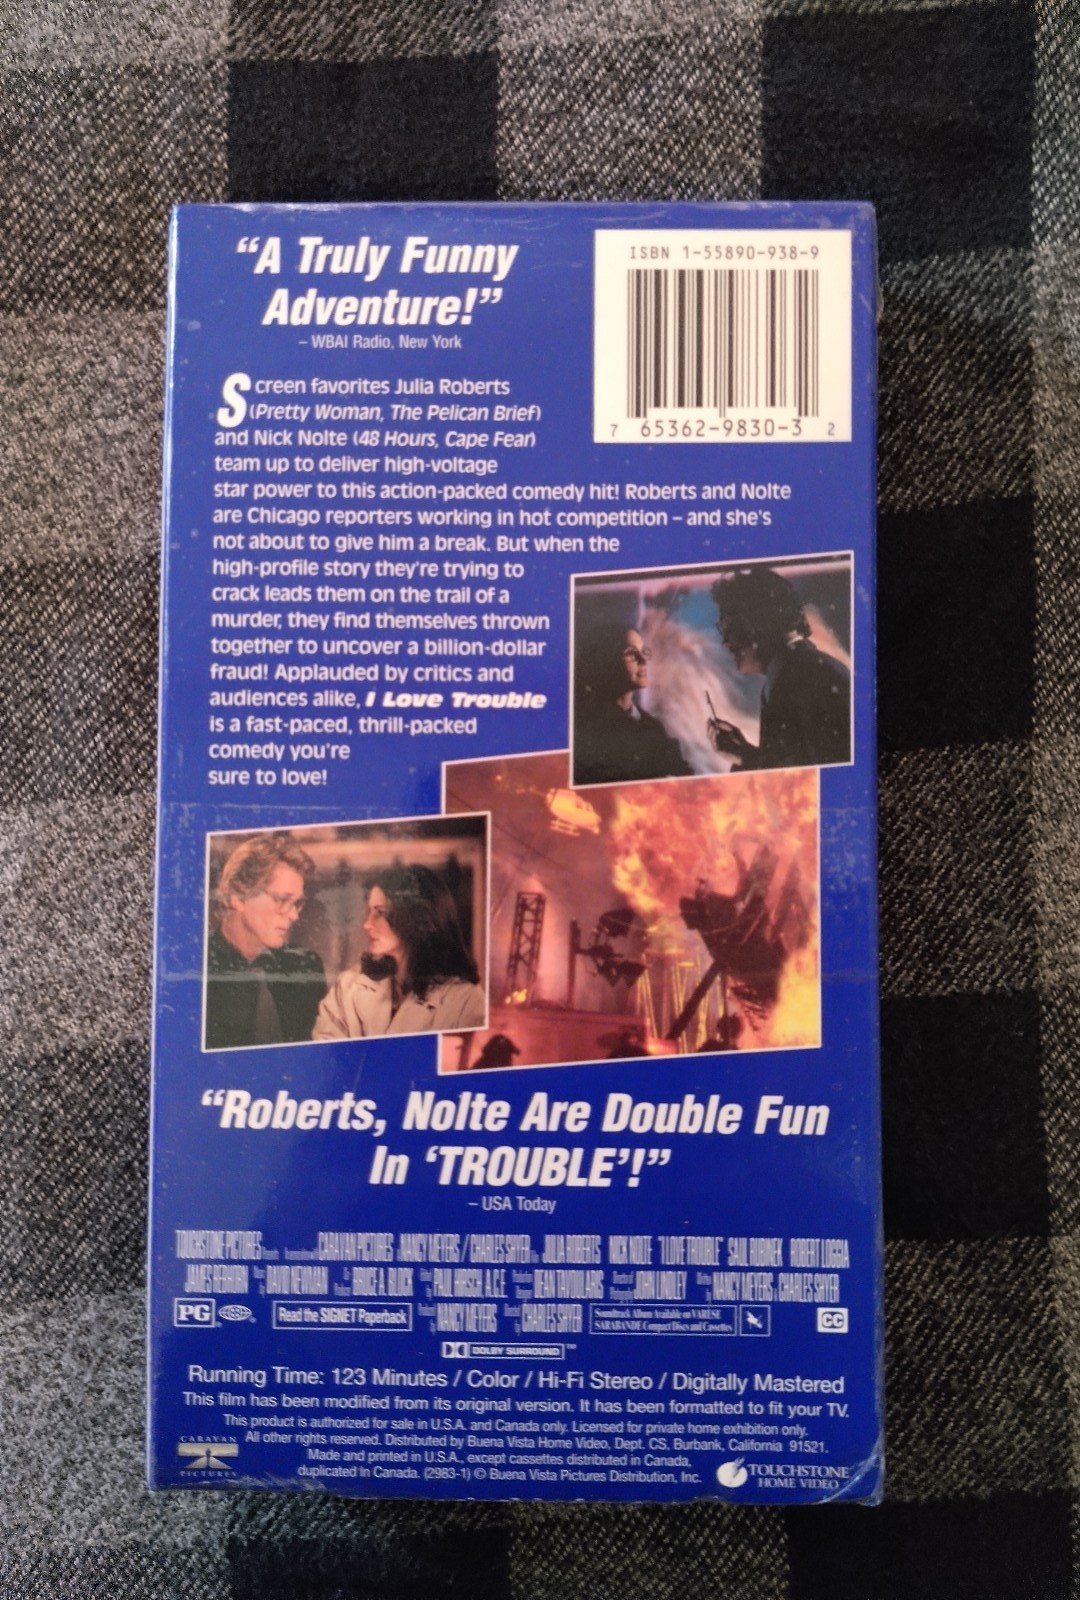 “A Truly Funny
Adventure!”
– WBAI Radio, New York
ISBN 1-55890-938-9
7 65362-9830-3 2
Screen favorites Julia Roberts
(Pretty Woman, The Pelican Brief)
and Nick Nolte (48 Hours, Cape Fear)
team up to deliver high-voltage
star power to this action-packed comedy hit! Roberts and Nolte
are Chicago reporters working in hot competition – and she's
not about to give him a break. But when the
high-profile story they're trying to
crack leads them on the trail of a
murder, they find themselves thrown
together to uncover a billion-dollar
fraud! Applauded by critics and
audiences alike, I Love Trouble
is a fast-paced, thrill-packed
comedy you're
sure to love!
“Roberts, Nolte Are Double Fun
In ‘TROUBLE’!”
– USA Today
TOUCHSTONE PICTURES CARAVAN PICTURES NANCY MEYERS / CHARLES SHYER JULIA ROBERTS NICK NOLTE "I LOVE TROUBLE" SAUL RUBINEK ROBERT LOGGIA
JAMES REBHORN DAVID NEWMAN BRUCE A. BLOCK PAUL HIRSCH A.C.E. DEAN TAVOULARIS JOHN LINDLEY NANCY MEYERS & CHARLES SHYER
PG Read the SIGNET Paperback NANCY MEYERS CHARLES SHYER Soundtrack Album Available on VARESE CC
SARABANDE Compact Discs and Cassettes
DOLBY SURROUND ™
Running Time: 123 Minutes / Color / Hi-Fi Stereo / Digitally Mastered
This film has been modified from its original version. It has been formatted to fit your TV.
This product is authorized for sale in U.S.A. and Canada only. Licensed for private home exhibition only.
All other rights reserved. Distributed by Buena Vista Home Video, Dept. CS, Burbank, California 91521.
Made and printed in U.S.A., except cassettes distributed in Canada,
duplicated in Canada. (2983-1) © Buena Vista Pictures Distribution, Inc.
CARAVAN
PICTURES
TOUCHSTONE
HOME VIDEO